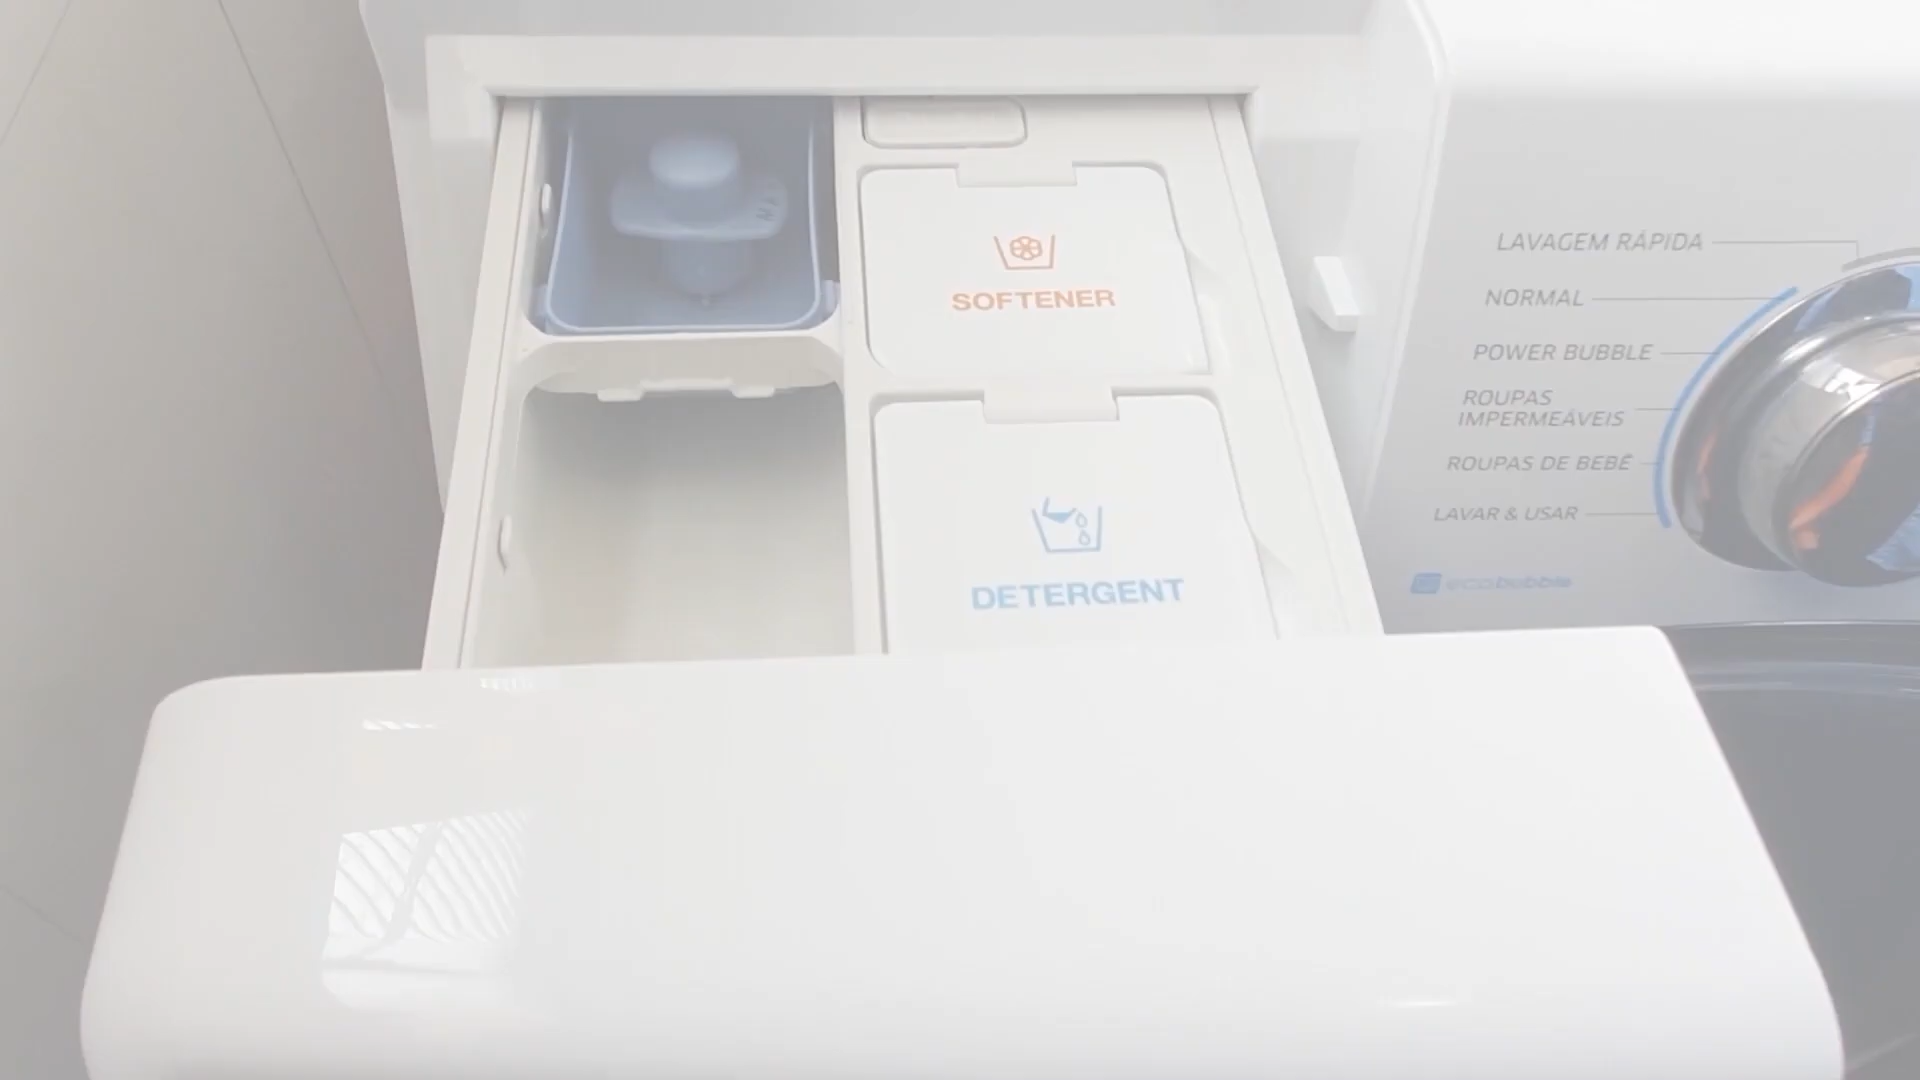 SOFTENER
DETERGENT
LAVAGEM RÁPIDA
NORMAL
POWER BUBBLE
ROUPAS
IMPERMEÁVEIS
ROUPAS DE BEBÊ
LAVAR & USAR
ecobubble